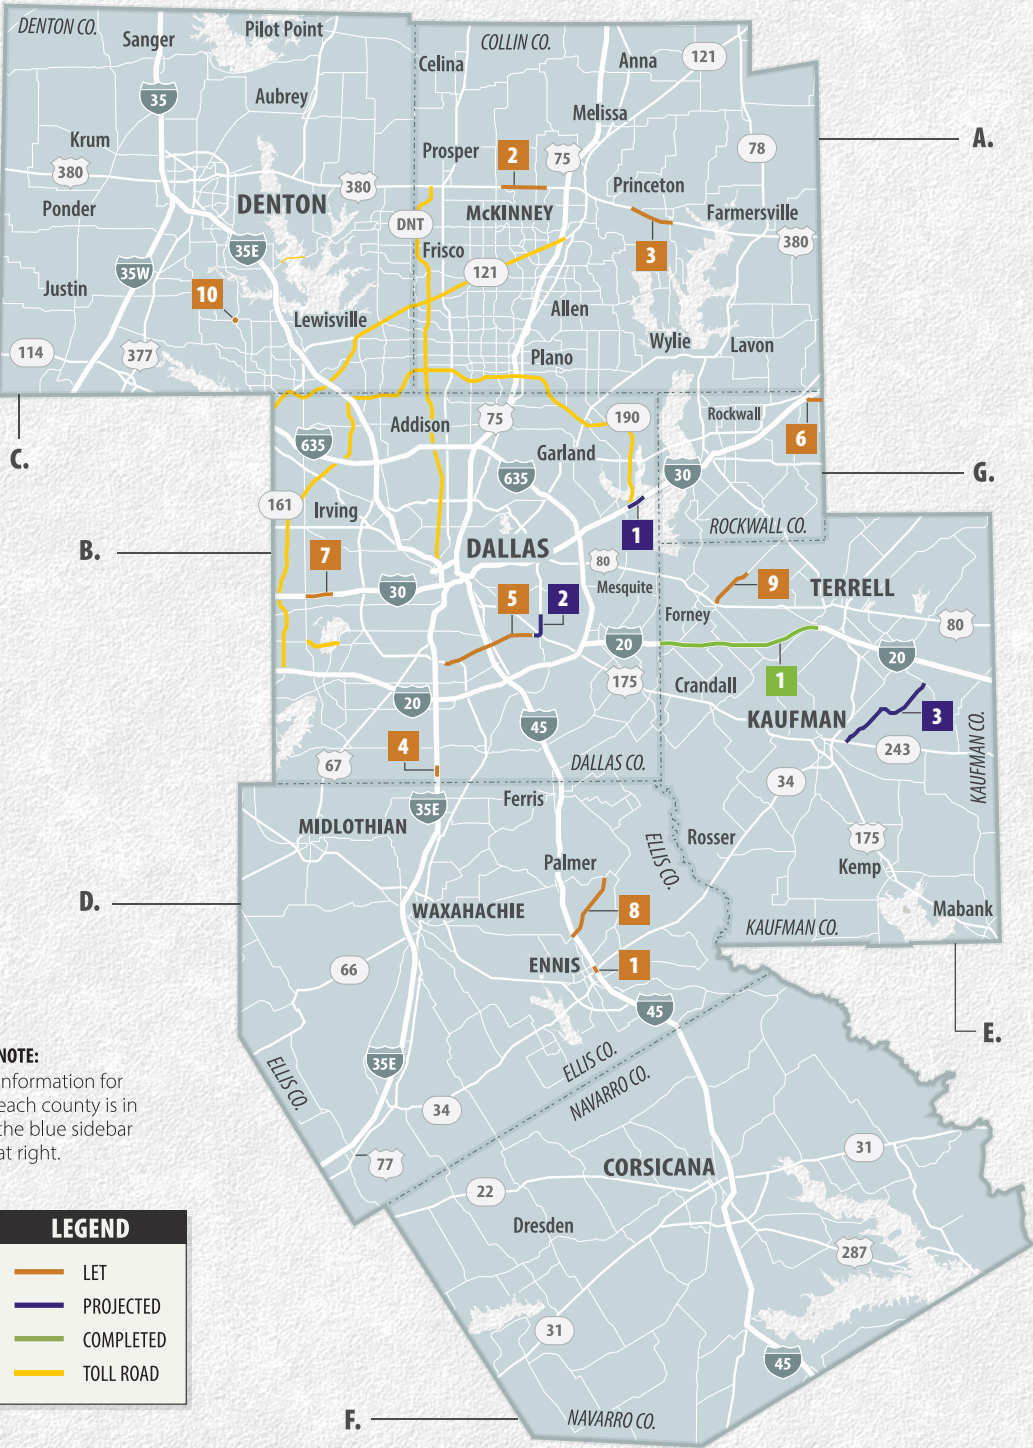 DENTON CO.
Sanger
Pilot Point
COLLIN CO.
Celina
Anna
121
35
Aubrey
Melissa
Krum
Prosper
2
75
78
A.
380
380
Princeton
Ponder
DENTON
McKINNEY
Farmersville
DNT
35E
Frisco
3
380
35W
121
Justin
10
Allen
Lewisville
Wylie
Lavon
114
377
Plano
C.
Addison
75
190
Rockwall
635
Garland
6
635
30
G.
161
Irving
1
ROCKWALL CO.
B.
7
DALLAS
80
9
TERRELL
30
5
2
Mesquite
Forney
80
20
20
175
Crandall
1
20
KAUFMAN
3
45
4
243
67
DALLAS CO.
KAUFMAN CO.
34
35E
Ferris
MIDLOTHIAN
ELLIS CO.
Rosser
175
Palmer
Kemp
D.
WAXAHACHIE
8
Mabank
KAUFMAN CO.
ENNIS
1
66
45
E.
NOTE:
Information for
each county is in
the blue sidebar
at right.
35E
ELLIS CO.
ELLIS CO.
NAVARRO CO.
34
31
77
CORSICANA
22
Dresden
287
LEGEND
LET
PROJECTED
COMPLETED
TOLL ROAD
31
45
F.
NAVARRO CO.